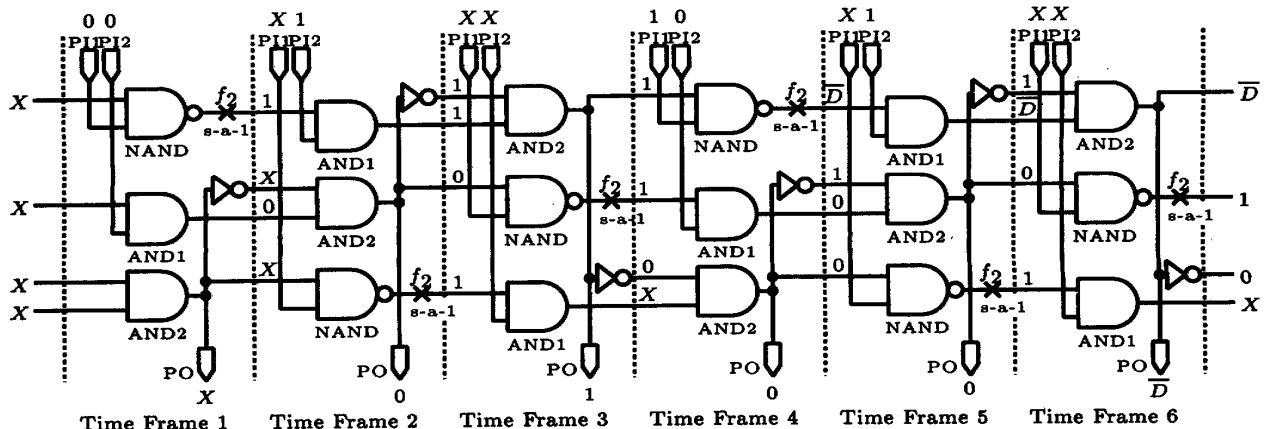 0 0
X 1
X X
1 0
X 1
X X
PI1 PI2
PI1 PI2
PI1 PI2
PI1 PI2
PI1 PI2
PI1 PI2
X
f2
s-a-1
1
1
1
1
f2
s-a-1
D
1
D
D
NAND
AND1
AND2
NAND
AND1
AND2
X
X
0
0
f2
s-a-1
1
1
0
0
f2
s-a-1
1
AND1
AND2
NAND
AND1
AND2
NAND
X
X
X
f2
s-a-1
1
0
X
0
f2
s-a-1
1
0
X
AND2
NAND
AND1
AND2
NAND
AND1
PO
PO
PO
PO
PO
PO
X
0
1
0
0
D
Time Frame 1
Time Frame 2
Time Frame 3
Time Frame 4
Time Frame 5
Time Frame 6